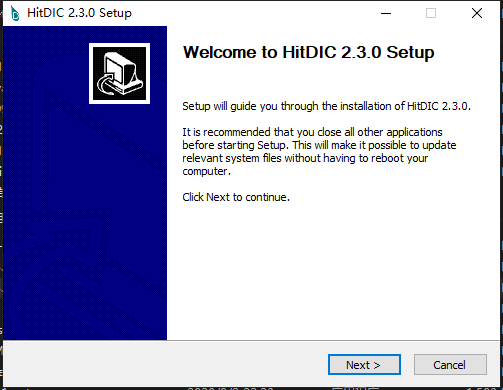 HitDIC 2.3.0 Setup
Welcome to HitDIC 2.3.0 Setup
Setup will guide you through the installation of HitDIC 2.3.0.
It is recommended that you close all other applications
before starting Setup. This will make it possible to update
relevant system files without having to reboot your
computer.
Click Next to continue.
Next >
Cancel